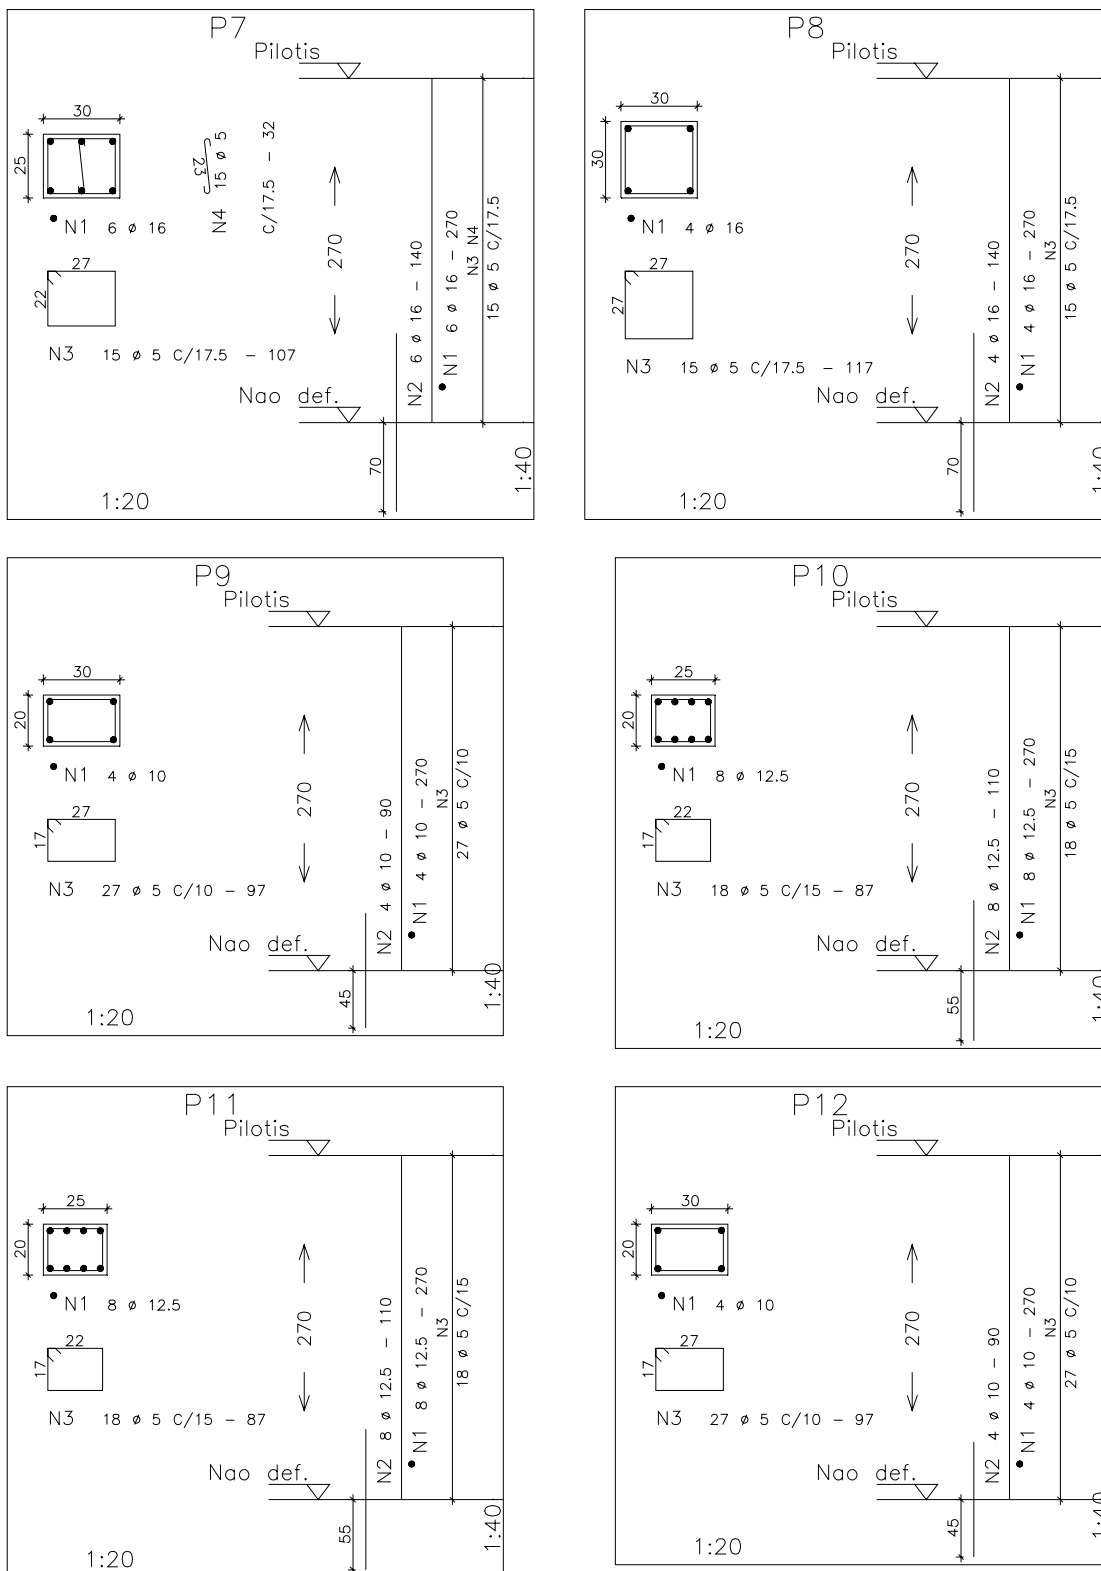 P7
Pilotis
30
25
N1 6 ø 16
27
22
N3 15 ø 5 C/17.5 - 107
23
N4 15 ø 5
C/17.5 - 32
270
N2 6 ø 16 - 140
N1 6 ø 16 - 270
N3 N4
15 ø 5 C/17.5
Nao def.
70
1:20
1:40
P8
Pilotis
30
30
N1 4 ø 16
27
27
N3 15 ø 5 C/17.5 - 117
270
N2 4 ø 16 - 140
N1 4 ø 16 - 270
N3
15 ø 5 C/17.5
Nao def.
70
1:20
1:40
P9
Pilotis
30
20
N1 4 ø 10
27
17
N3 27 ø 5 C/10 - 97
270
N2 4 ø 10 - 90
N1 4 ø 10 - 270
N3
27 ø 5 C/10
Nao def.
45
1:20
1:40
P10
Pilotis
25
20
N1 8 ø 12.5
22
17
N3 18 ø 5 C/15 - 87
270
N2 8 ø 12.5 - 110
N1 8 ø 12.5 - 270
N3
18 ø 5 C/15
Nao def.
55
1:20
1:40
P11
Pilotis
25
20
N1 8 ø 12.5
22
17
N3 18 ø 5 C/15 - 87
270
N2 8 ø 12.5 - 110
N1 8 ø 12.5 - 270
N3
18 ø 5 C/15
Nao def.
55
1:20
1:40
P12
Pilotis
30
20
N1 4 ø 10
27
17
N3 27 ø 5 C/10 - 97
270
N2 4 ø 10 - 90
N1 4 ø 10 - 270
N3
27 ø 5 C/10
Nao def.
45
1:20
1:40